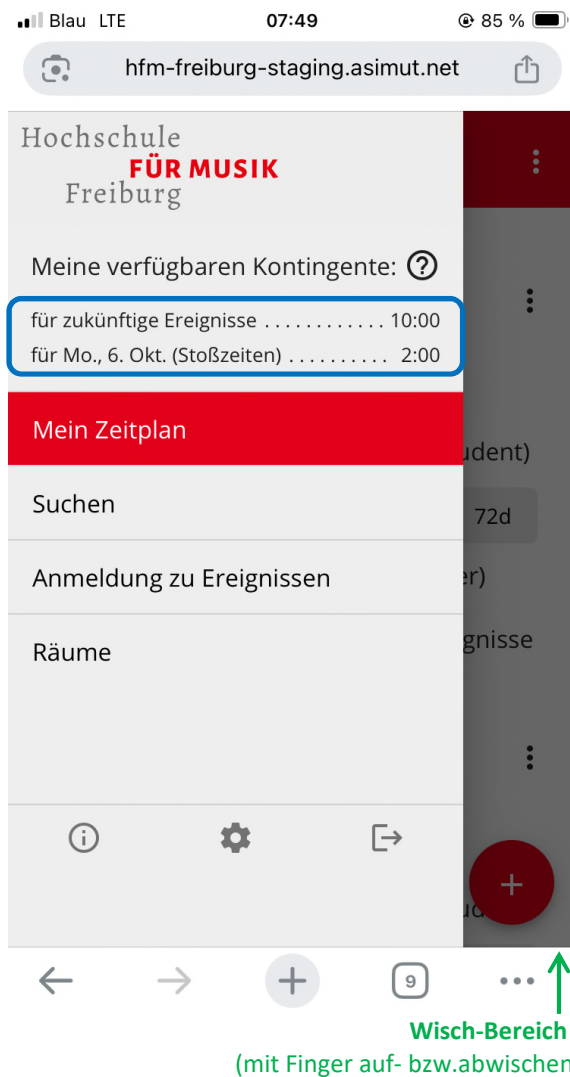 Blau LTE 07:49 85 %
hfm-freiburg-staging.asimut.net
Hochschule
FÜR MUSIK
Freiburg
Meine verfügbaren Kontingente: ?
für zukünftige Ereignisse . . . . . . . . . . . . 10:00
für Mo., 6. Okt. (Stoßzeiten) . . . . . . . . . . 2:00
Mein Zeitplan
udent)
Suchen
72d
Anmeldung zu Ereignissen
er)
gnisse
Räume
9
Wisch-Bereich
(mit Finger auf- bzw.abwischen